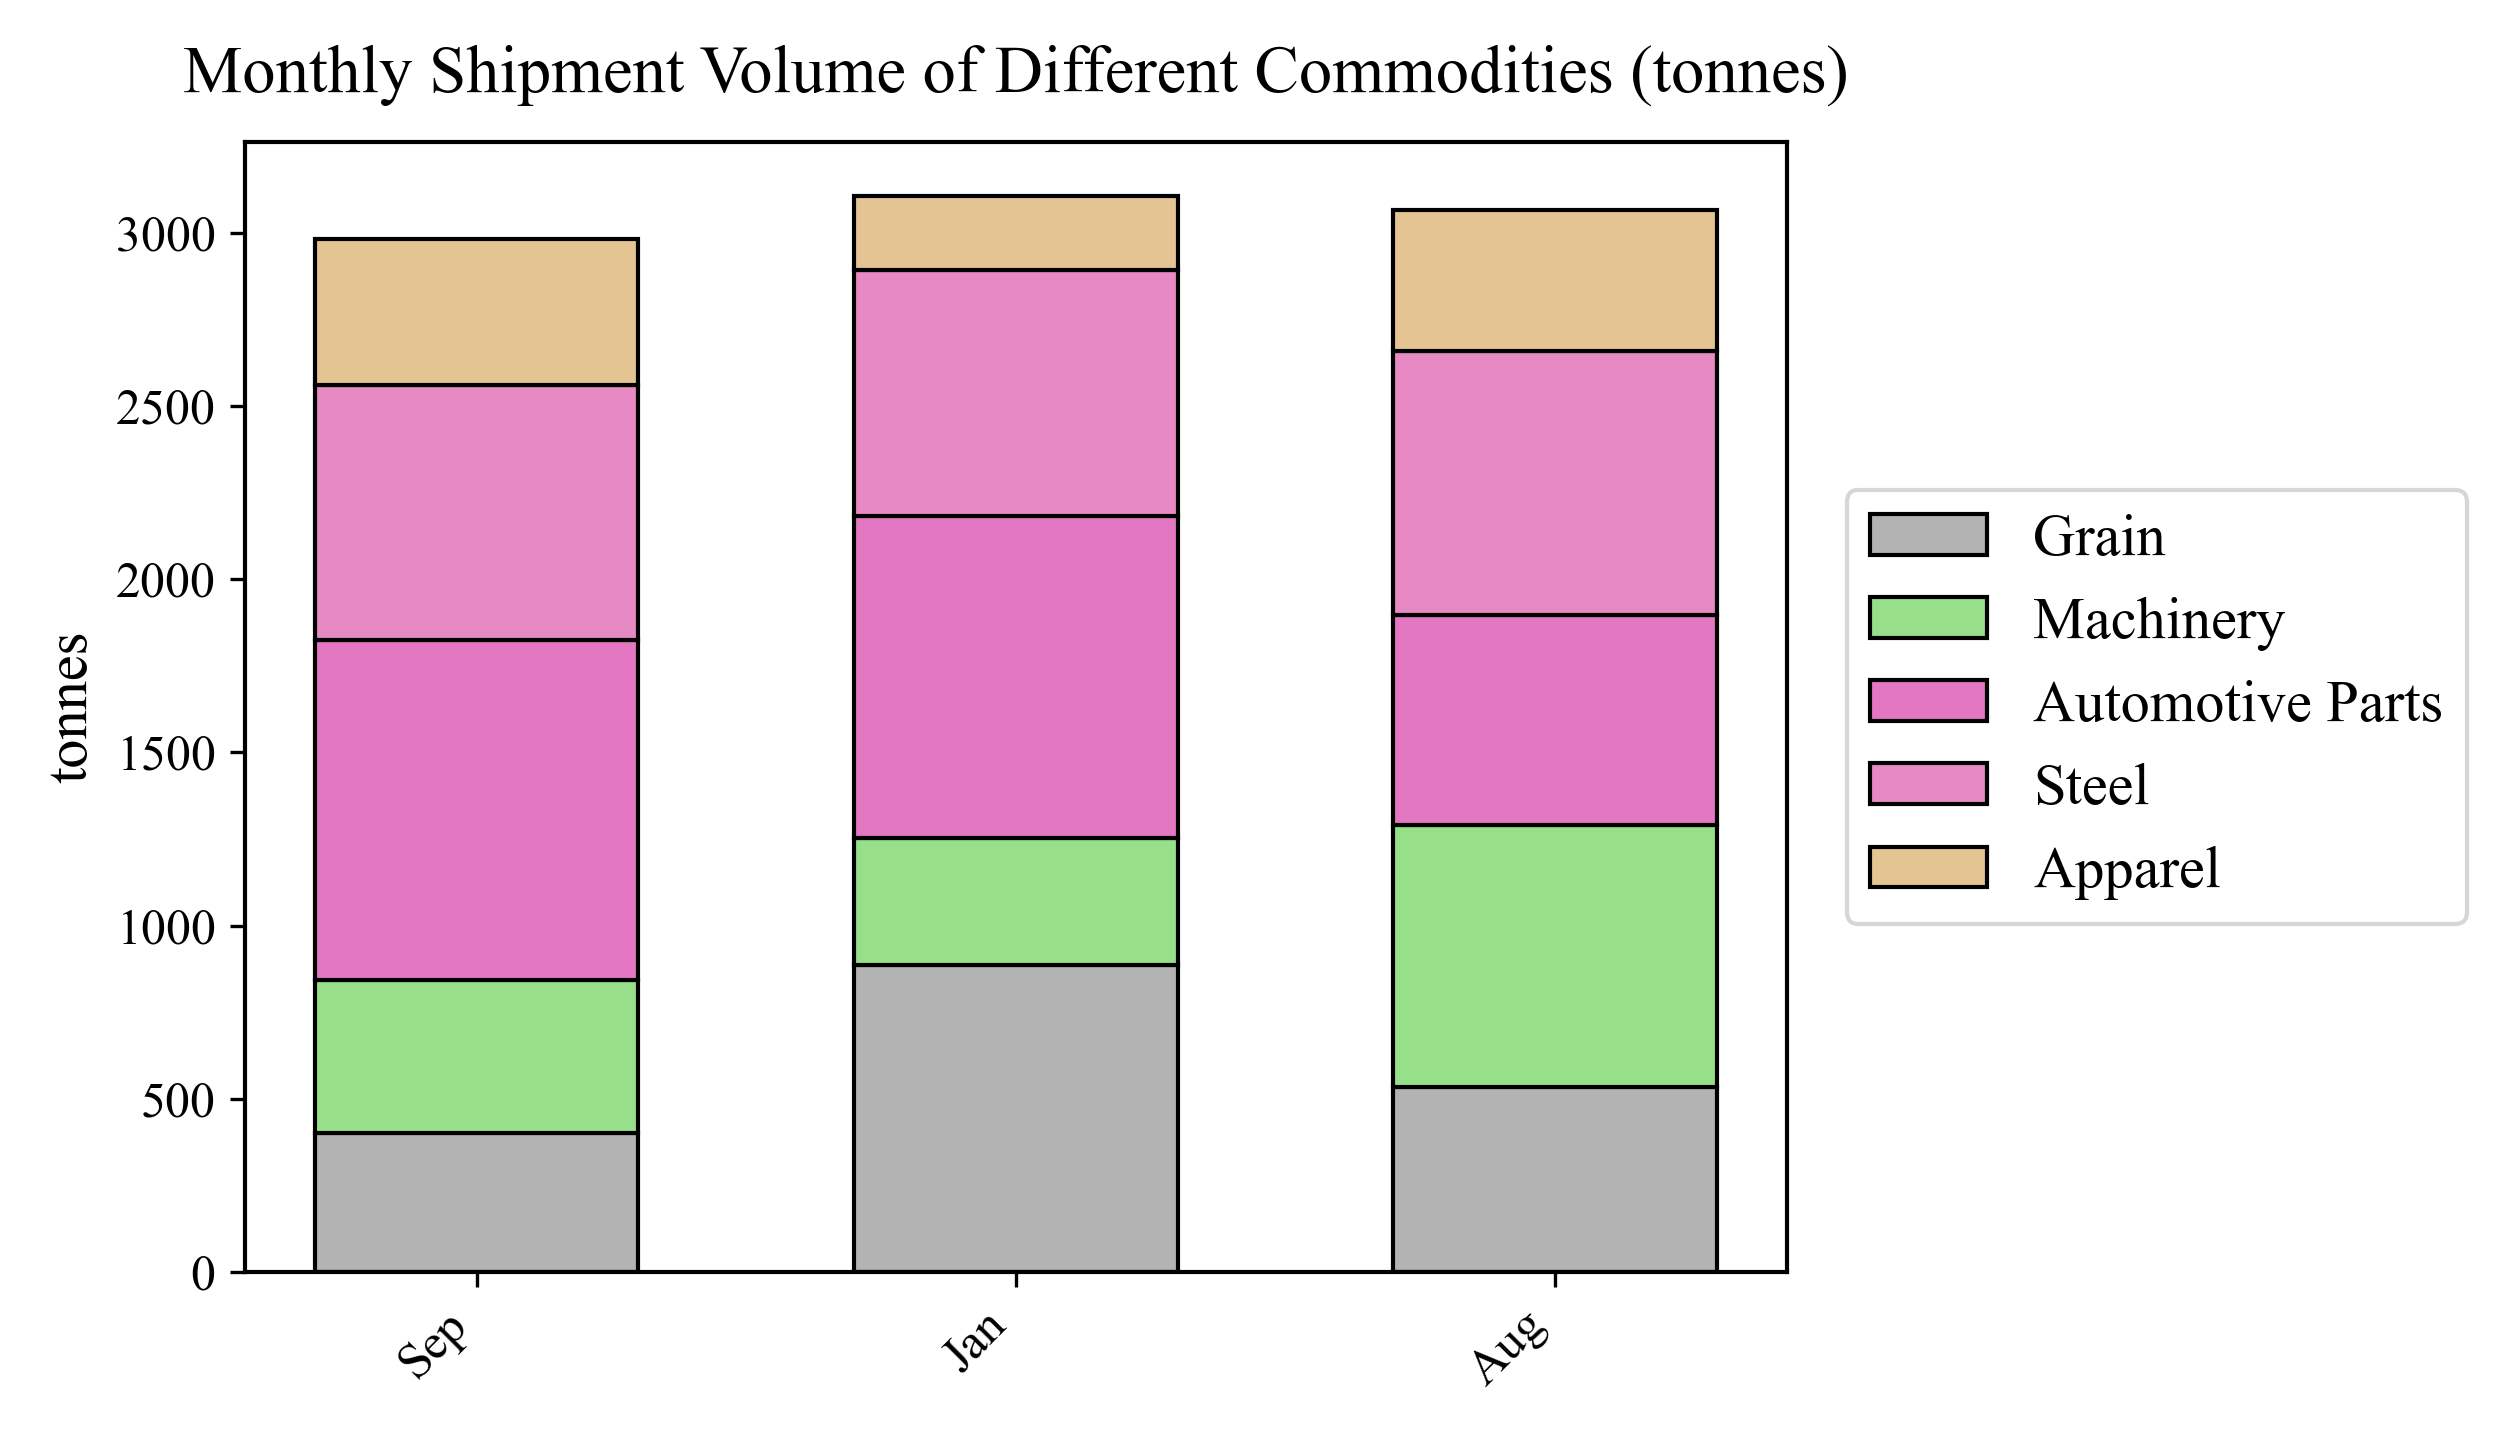 Monthly Shipment Volume of Different Commodities (tonnes)
tonnes
3000
2500
2000
1500
1000
500
0
Sep
Jan
Aug
Grain
Machinery
Automotive Parts
Steel
Apparel